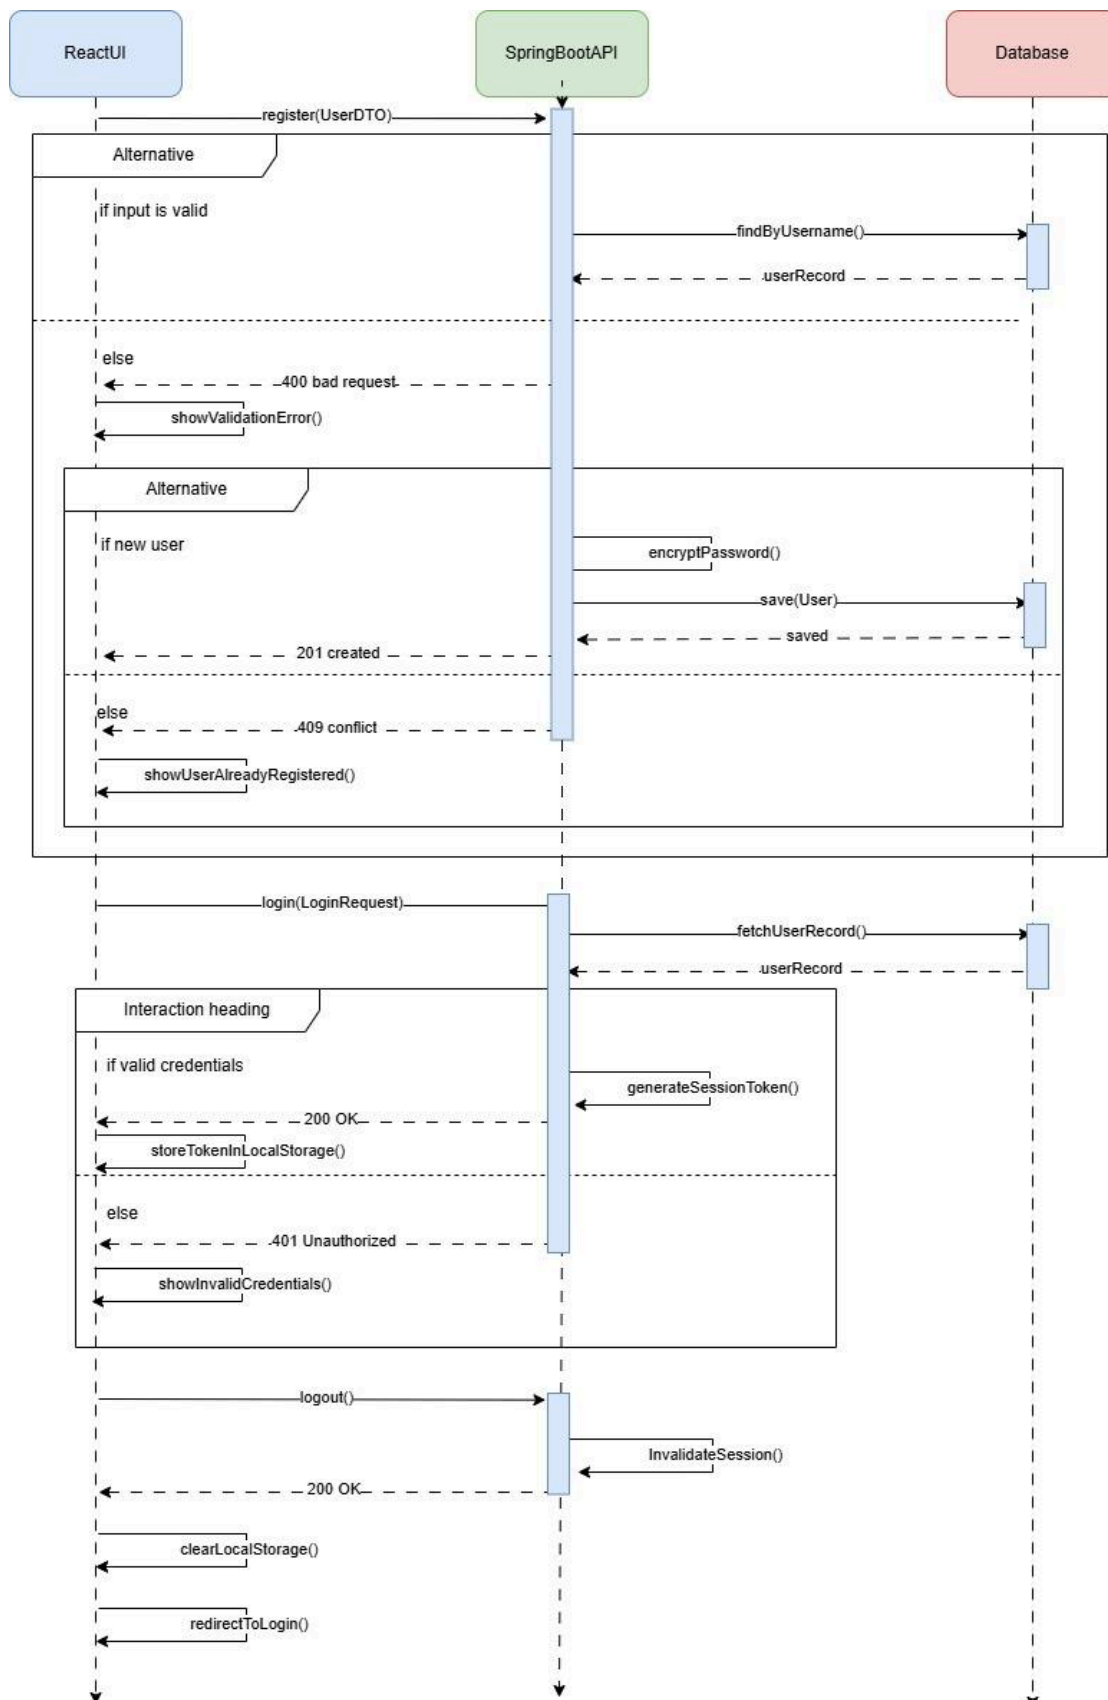 ReactUI
SpringBootAPI
Database
register(UserDTO)
Alternative
if input is valid
findByUsername()
userRecord
else
400 bad request
showValidationError()
Alternative
if new user
encryptPassword()
save(User)
saved
201 created
else
409 conflict
showUserAlreadyRegistered()
login(LoginRequest)
fetchUserRecord()
userRecord
Interaction heading
if valid credentials
generateSessionToken()
200 OK
storeTokenInLocalStorage()
else
401 Unauthorized
showInvalidCredentials()
logout()
InvalidateSession()
200 OK
clearLocalStorage()
redirectToLogin()